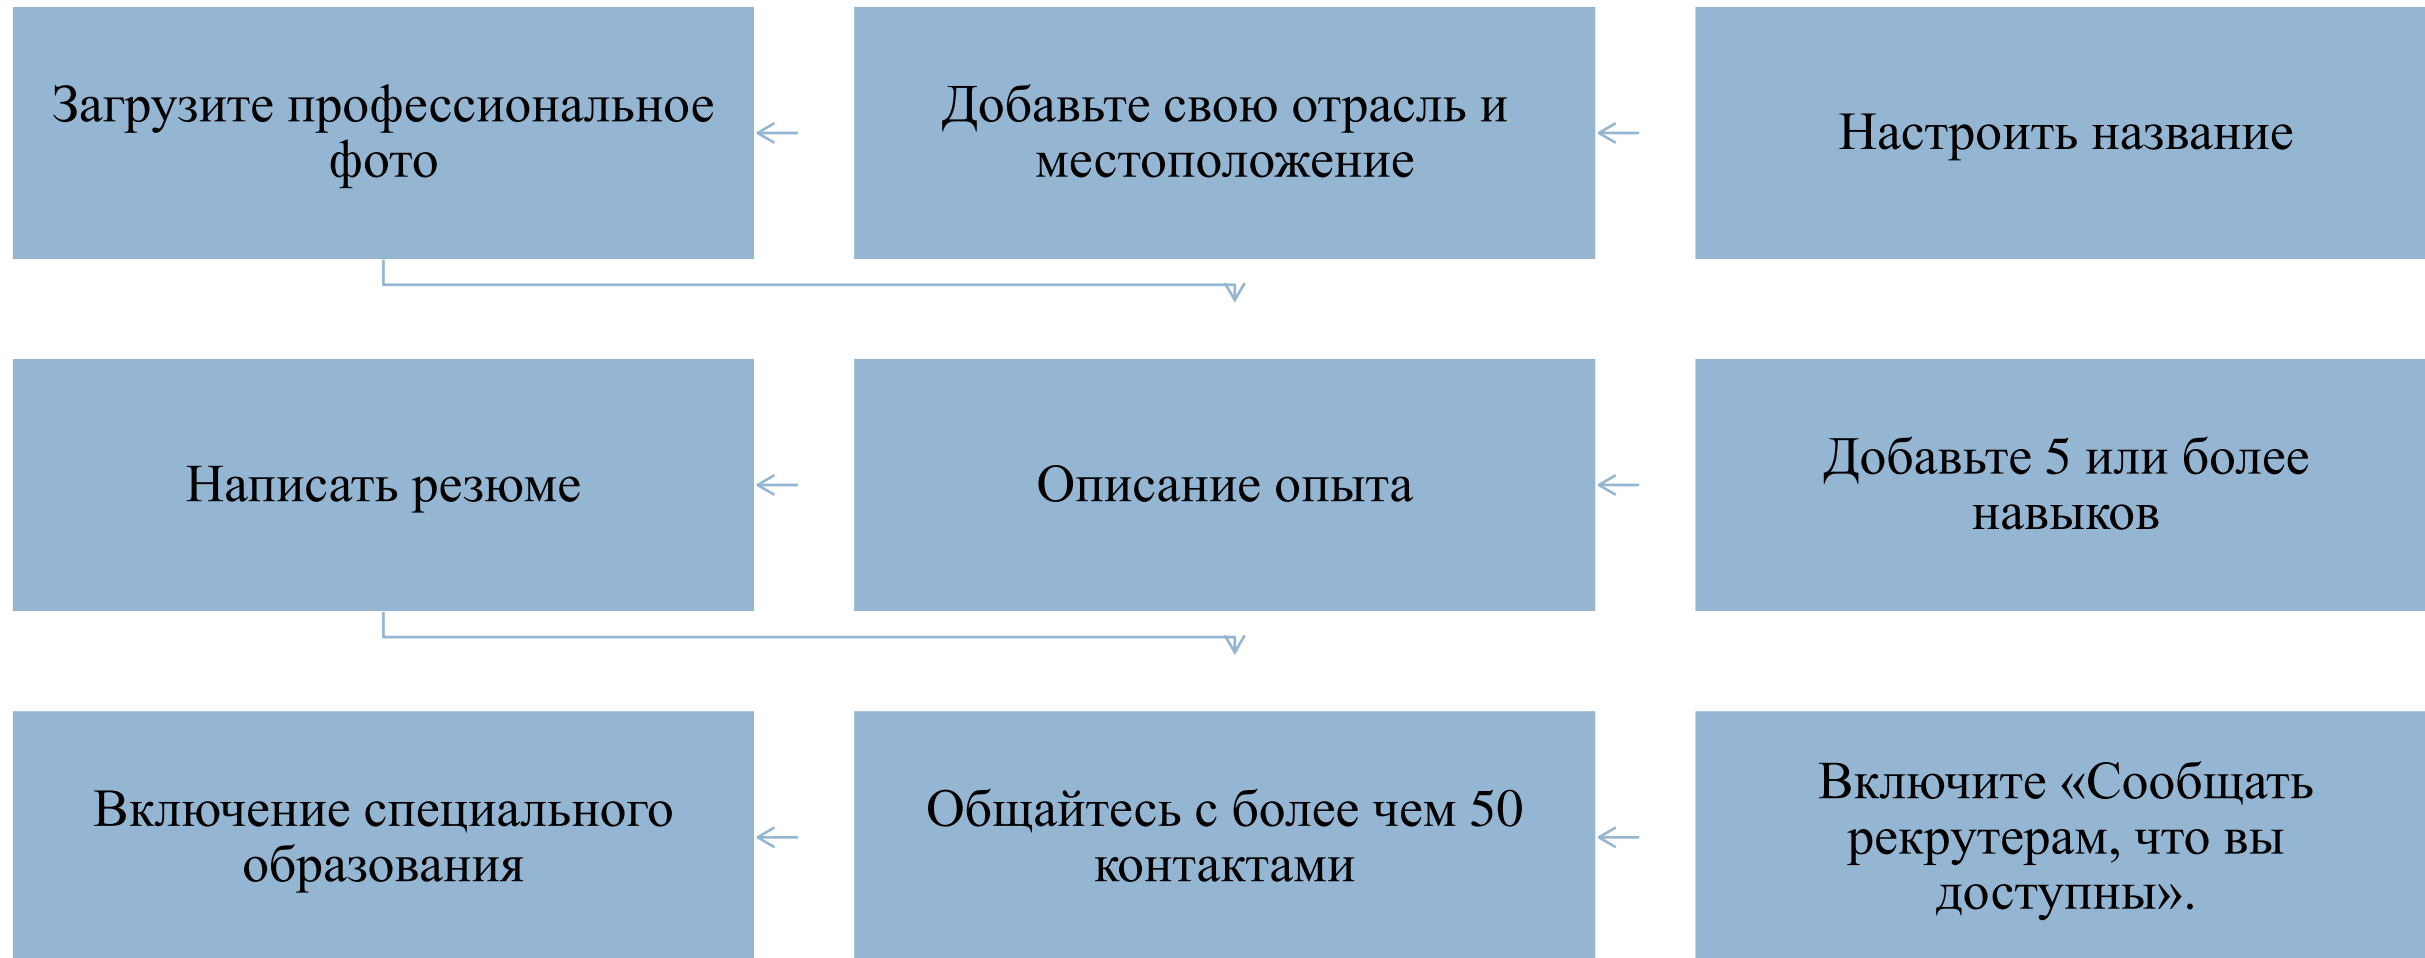 Загрузите профессиональное
фото
Добавьте свою отрасль и
местоположение
Настроить название
Написать резюме
Описание опыта
Добавьте 5 или более
навыков
Включение специального
образования
Общайтесь с более чем 50
контактами
Включите «Сообщать
рекрутерам, что вы
доступны».